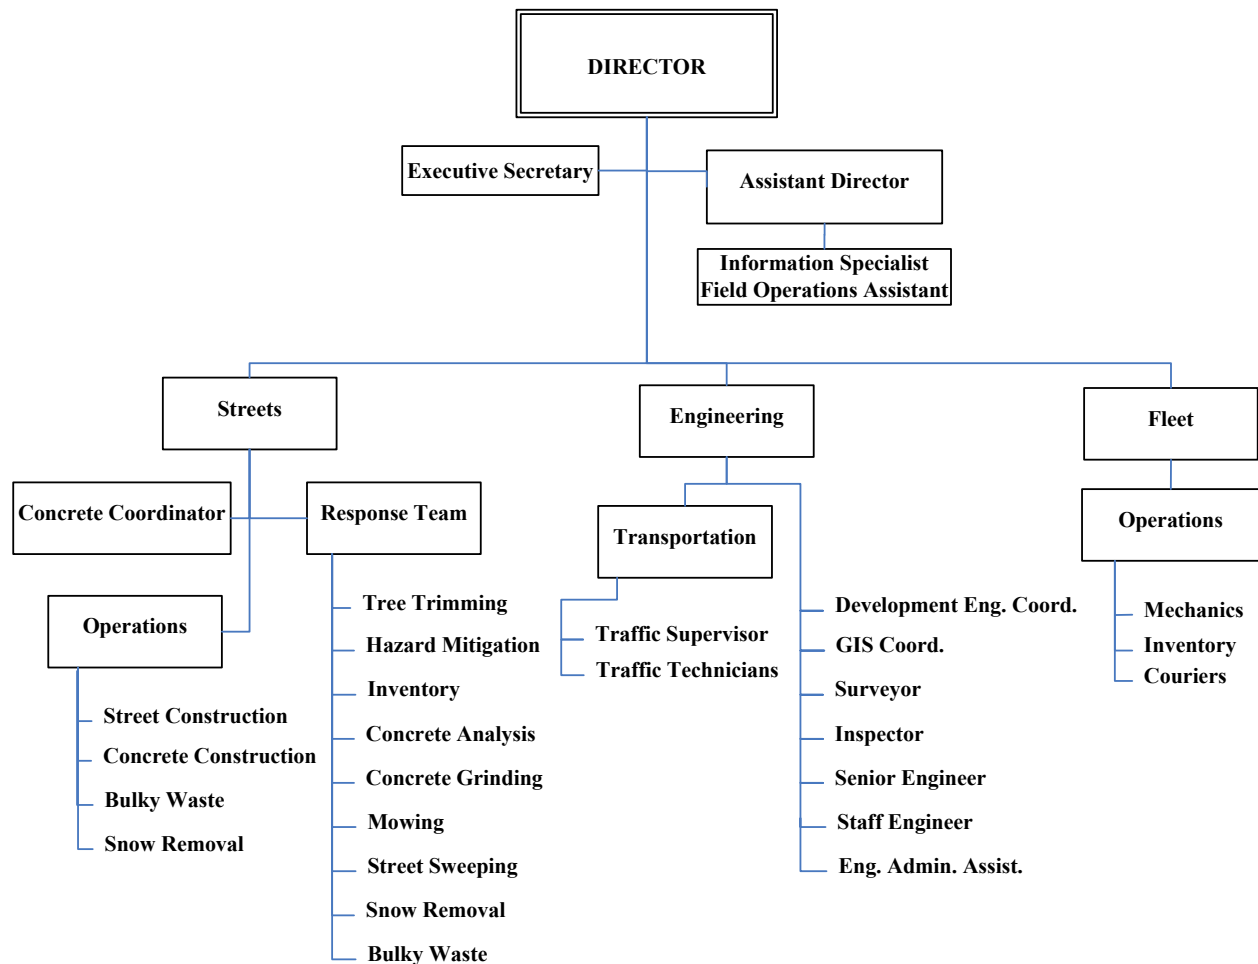 DIRECTOR
Executive Secretary
Assistant Director
Information Specialist
Field Operations Assistant
Streets
Engineering
Fleet
Concrete Coordinator
Response Team
Transportation
Operations
Operations
Tree Trimming
Hazard Mitigation
Inventory
Concrete Analysis
Concrete Grinding
Mowing
Street Sweeping
Snow Removal
Bulky Waste
Street Construction
Concrete Construction
Bulky Waste
Snow Removal
Traffic Supervisor
Traffic Technicians
Development Eng. Coord.
GIS Coord.
Surveyor
Inspector
Senior Engineer
Staff Engineer
Eng. Admin. Assist.
Mechanics
Inventory
Couriers